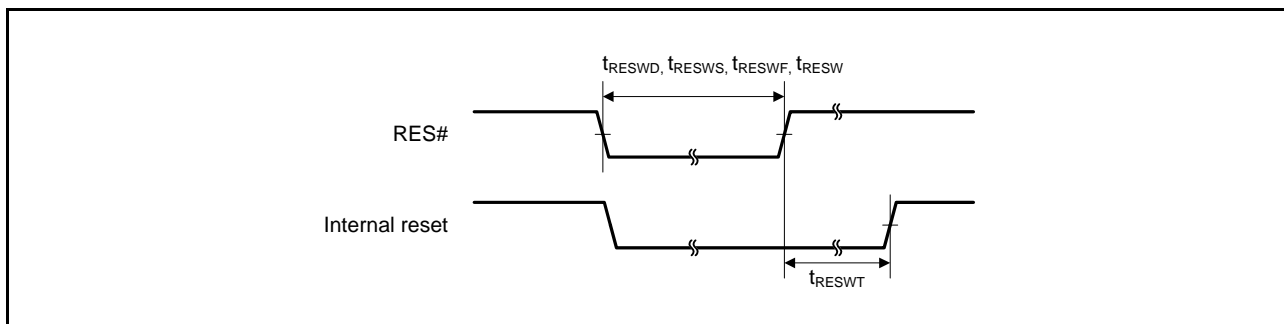 tRESWD, tRESWS, tRESWF, tRESW
RES#
Internal reset
tRESWT